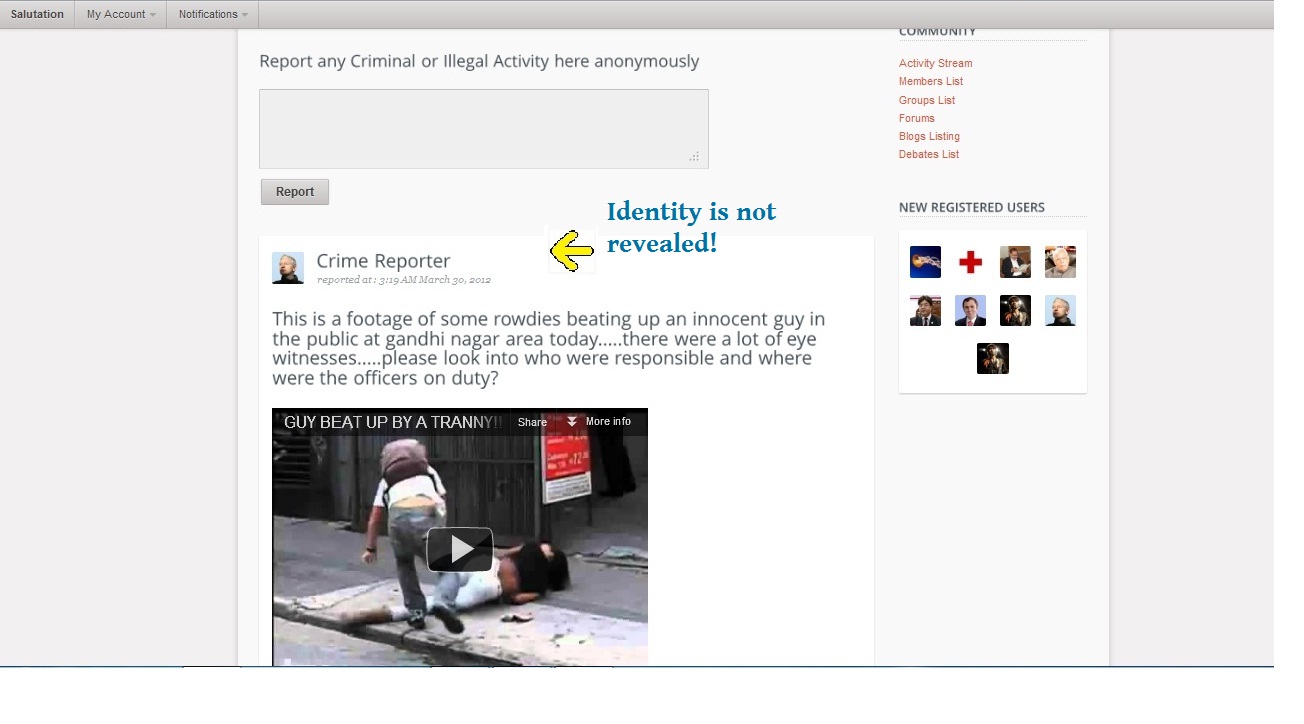 Salutation
My Account
Notifications
Report any Criminal or Illegal Activity here anonymously
Report
Identity is not
revealed!
Crime Reporter
reported at : 3:19 AM March 30, 2012
This is a footage of some rowdies beating up an innocent guy in
the public at gandhi nagar area today.....there were a lot of eye
witnesses.....please look into who were responsible and where
were the officers on duty?
GUY BEAT UP BY A TRANNY!!
Share
More info
COMMUNITY
Activity Stream
Members List
Groups List
Forums
Blogs Listing
Debates List
NEW REGISTERED USERS